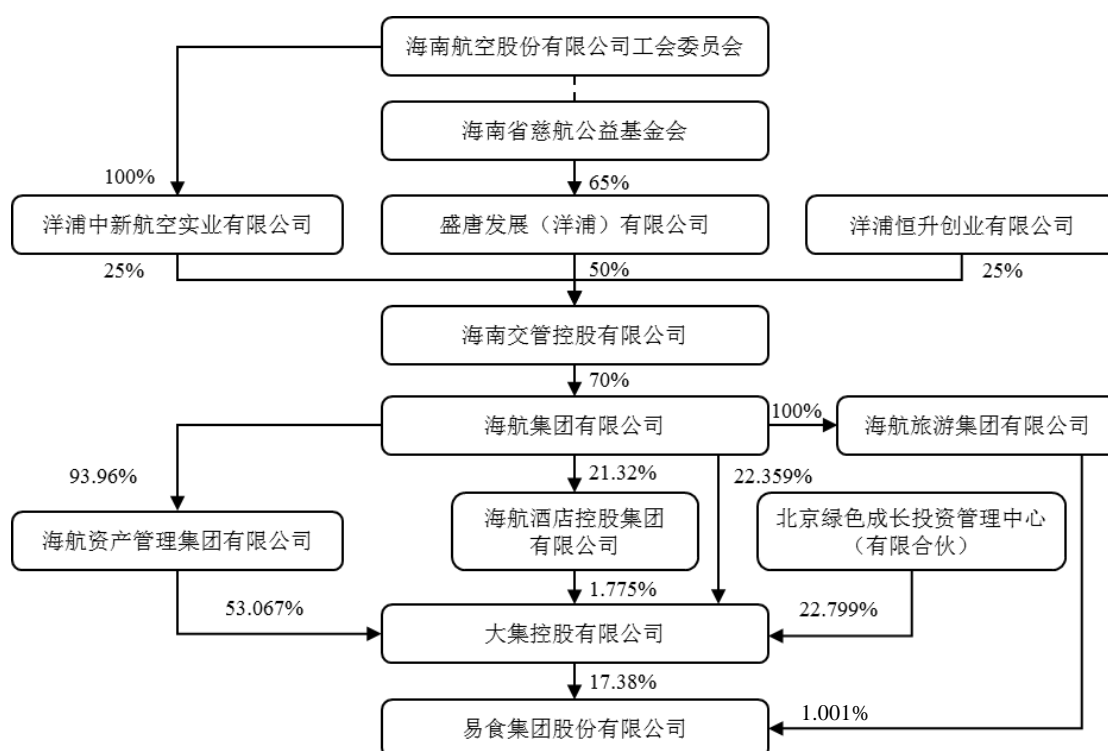 海南航空股份有限公司工会委员会
海南省慈航公益基金会
100%
65%
洋浦中新航空实业有限公司
盛唐发展（洋浦）有限公司
洋浦恒升创业有限公司
25%
50%
25%
海南交管控股有限公司
70%
海航集团有限公司
100%
海航旅游集团有限公司
93.96%
21.32%
22.359%
海航资产管理集团有限公司
海航酒店控股集团
有限公司
北京绿色成长投资管理中心
（有限合伙）
53.067%
1.775%
22.799%
大集控股有限公司
17.38%
易食集团股份有限公司
1.001%